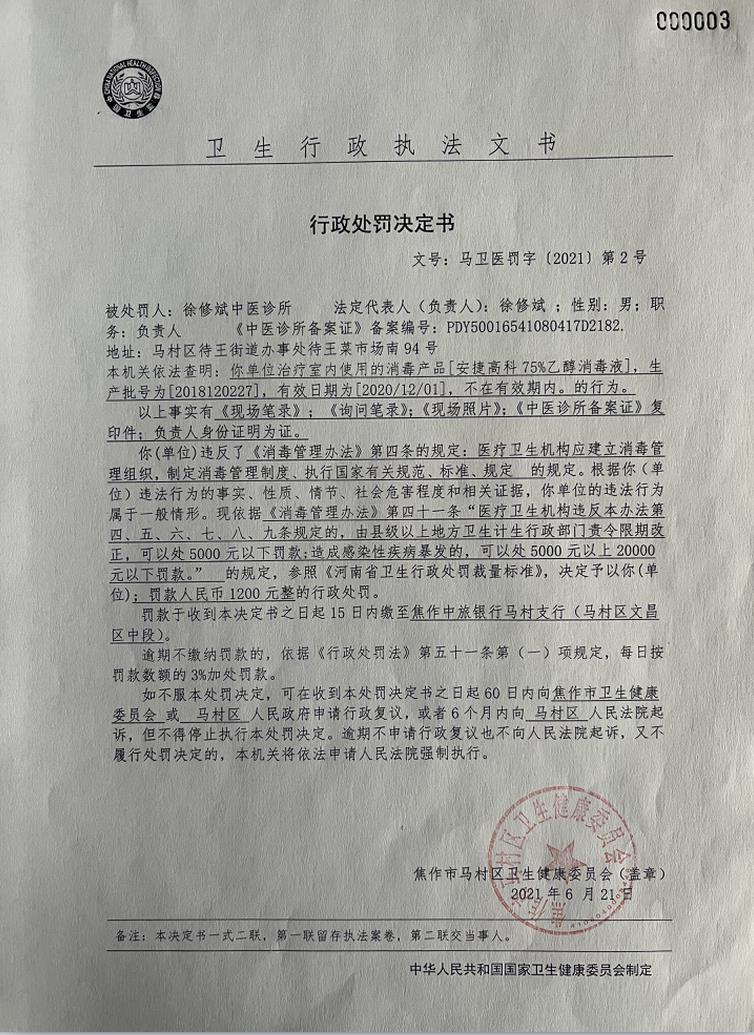 000003
CHINA NATIONAL HEALTH INSPECTION
中国卫生监督
卫生行政执法文书
行政处罚决定书
文号：马卫医罚字〔2021〕第2号
被处罚人：徐修斌中医诊所 法定代表人（负责人）：徐修斌 ；性别：男；职
务：负责人 《中医诊所备案证》备案编号：PDY50016541080417D2182.
地址：马村区待王街道办事处待王菜市场南94号
本机关依法查明：你单位治疗室内使用的消毒产品[安捷高科75%乙醇消毒液]，生
产批号为[2018120227]，有效日期为[2020/12/01]，不在有效期内。的行为。
以上事实有《现场笔录》；《询问笔录》；《现场照片》；《中医诊所备案证》复
印件；负责人身份证明为证。
你(单位)违反了《消毒管理办法》第四条的规定：医疗卫生机构应建立消毒管
理组织，制定消毒管理制度、执行国家有关规范、标准、规定 的规定。根据你（单
位）违法行为的事实、性质、情节、社会危害程度和相关证据，你单位的违法行为
属于一般情形。现依据《消毒管理办法》第四十一条“医疗卫生机构违反本办法第
四、五、六、七、八、九条规定的，由县级以上地方卫生计生行政部门责令限期改
正，可以处5000元以下罚款;造成感染性疾病暴发的，可以处5000元以上20000
元以下罚款。” 的规定，参照《河南省卫生行政处罚裁量标准》，决定予以你(单
位)；罚款人民币1200元整的行政处罚。
罚款于收到本决定书之日起15日内缴至焦作中旅银行马村支行（马村区文昌
区中段）。
逾期不缴纳罚款的，依据《行政处罚法》第五十一条第（一）项规定，每日按
罚款数额的3%加处罚款。
如不服本处罚决定，可在收到本处罚决定书之日起60日内向焦作市卫生健康
委员会 或 马村区 人民政府申请行政复议，或者6个月内向 马村区 人民法院起
诉，但不得停止执行本处罚决定。逾期不申请行政复议也不向人民法院起诉，又不
履行处罚决定的，本机关将依法申请人民法院强制执行。
焦作市马村区卫生健康委员会
焦作市马村区卫生健康委员会（盖章）
2021年6月21日
备注：本决定书一式二联，第一联留存执法案卷，第二联交当事人。
中华人民共和国国家卫生健康委员会制定